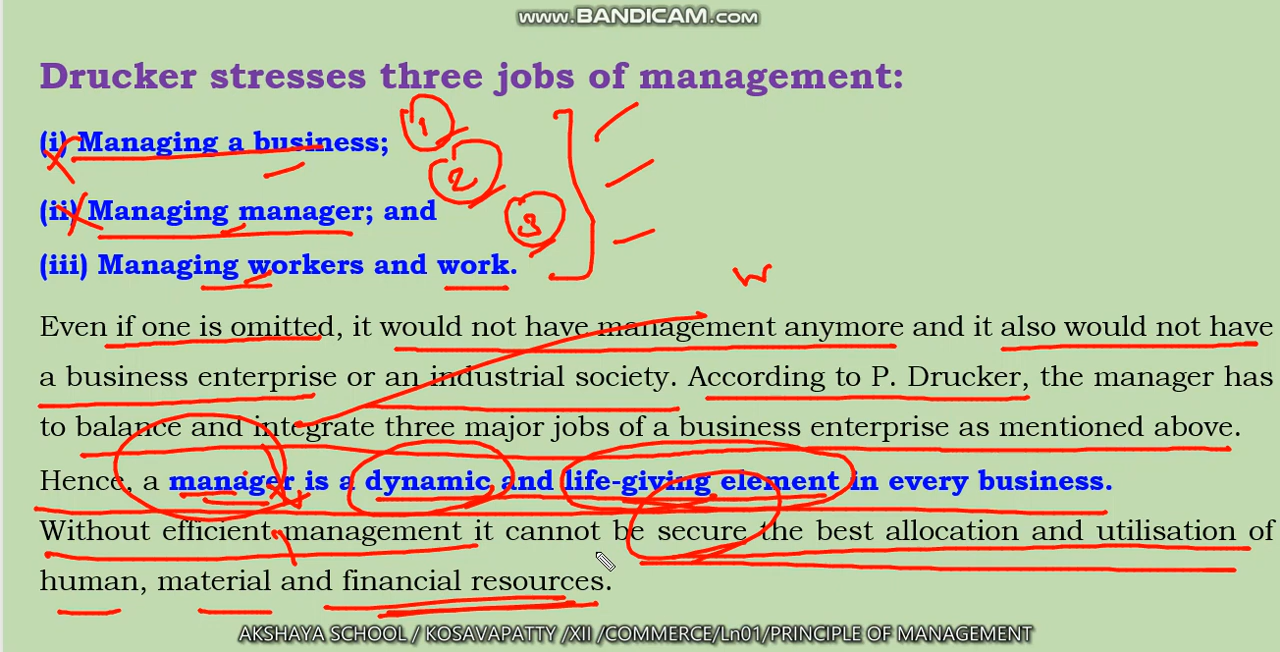 WWW.BANDICAM.COM
Drucker stresses three jobs of management:
(i) Managing a business;
1
2
(ii) Managing manager; and
3
(iii) Managing workers and work.
Even if one is omitted, it would not have management anymore and it also would not have
a business enterprise or an industrial society. According to P. Drucker, the manager has
to balance and integrate three major jobs of a business enterprise as mentioned above.
Hence, a manager is a dynamic and life-giving element in every business.
Without efficient management it cannot be secure the best allocation and utilisation of
human, material and financial resources.
AKSHAYA SCHOOL / KOSAVAPATTY /XII /COMMERCE/Ln01/PRINCIPLE OF MANAGEMENT